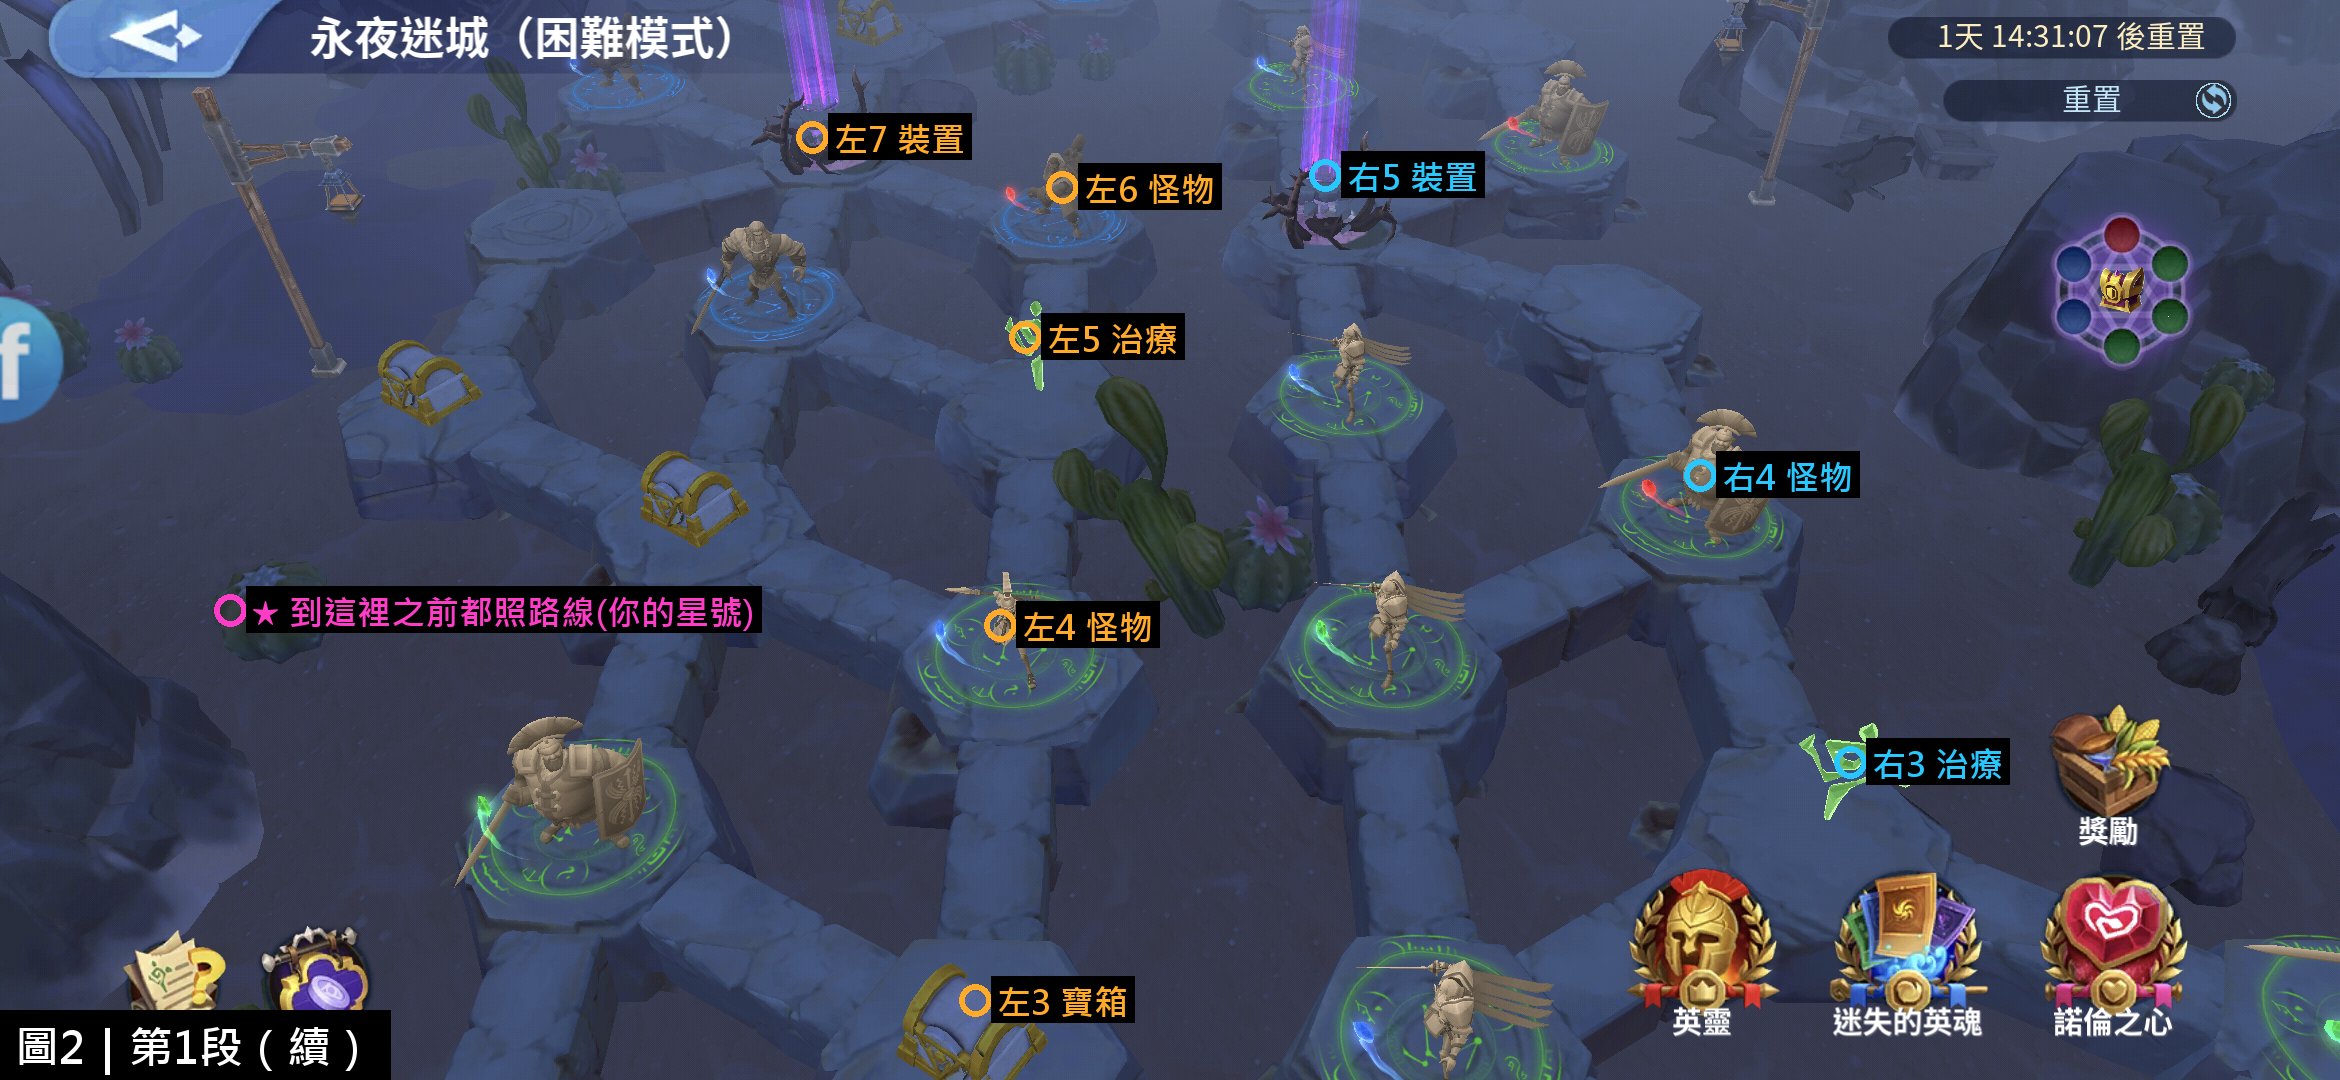 永夜迷城（困難模式）
1天 14:31:07 後重置
重置
左7 裝置
左6 怪物
右5 裝置
左5 治療
f
右4 怪物
★ 到這裡之前都照路線(你的星號)
左4 怪物
右3 治療
獎勵
左3 寶箱
英靈
迷失的英魂
諾倫之心
圖2 | 第1段（續）